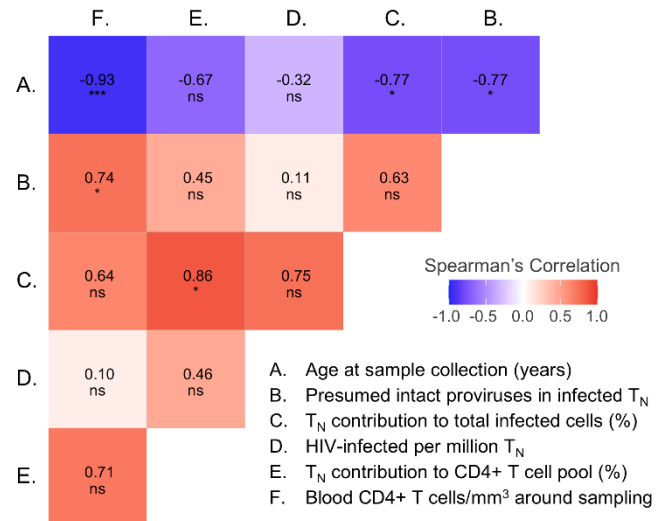 F. E. D. C. B.
A. -0.93 -0.67 -0.32 -0.77 -0.77
*** ns ns * *
B. 0.74 0.45 0.11 0.63
* ns ns ns
C. 0.64 0.86 0.75
ns * ns
Spearman's Correlation
-1.0 -0.5 0.0 0.5 1.0
D. 0.10 0.46
ns ns
E. 0.71
ns
A. Age at sample collection (years)
B. Presumed intact proviruses in infected TN
C. TN contribution to total infected cells (%)
D. HIV-infected per million TN
E. TN contribution to CD4+ T cell pool (%)
F. Blood CD4+ T cells/mm³ around sampling